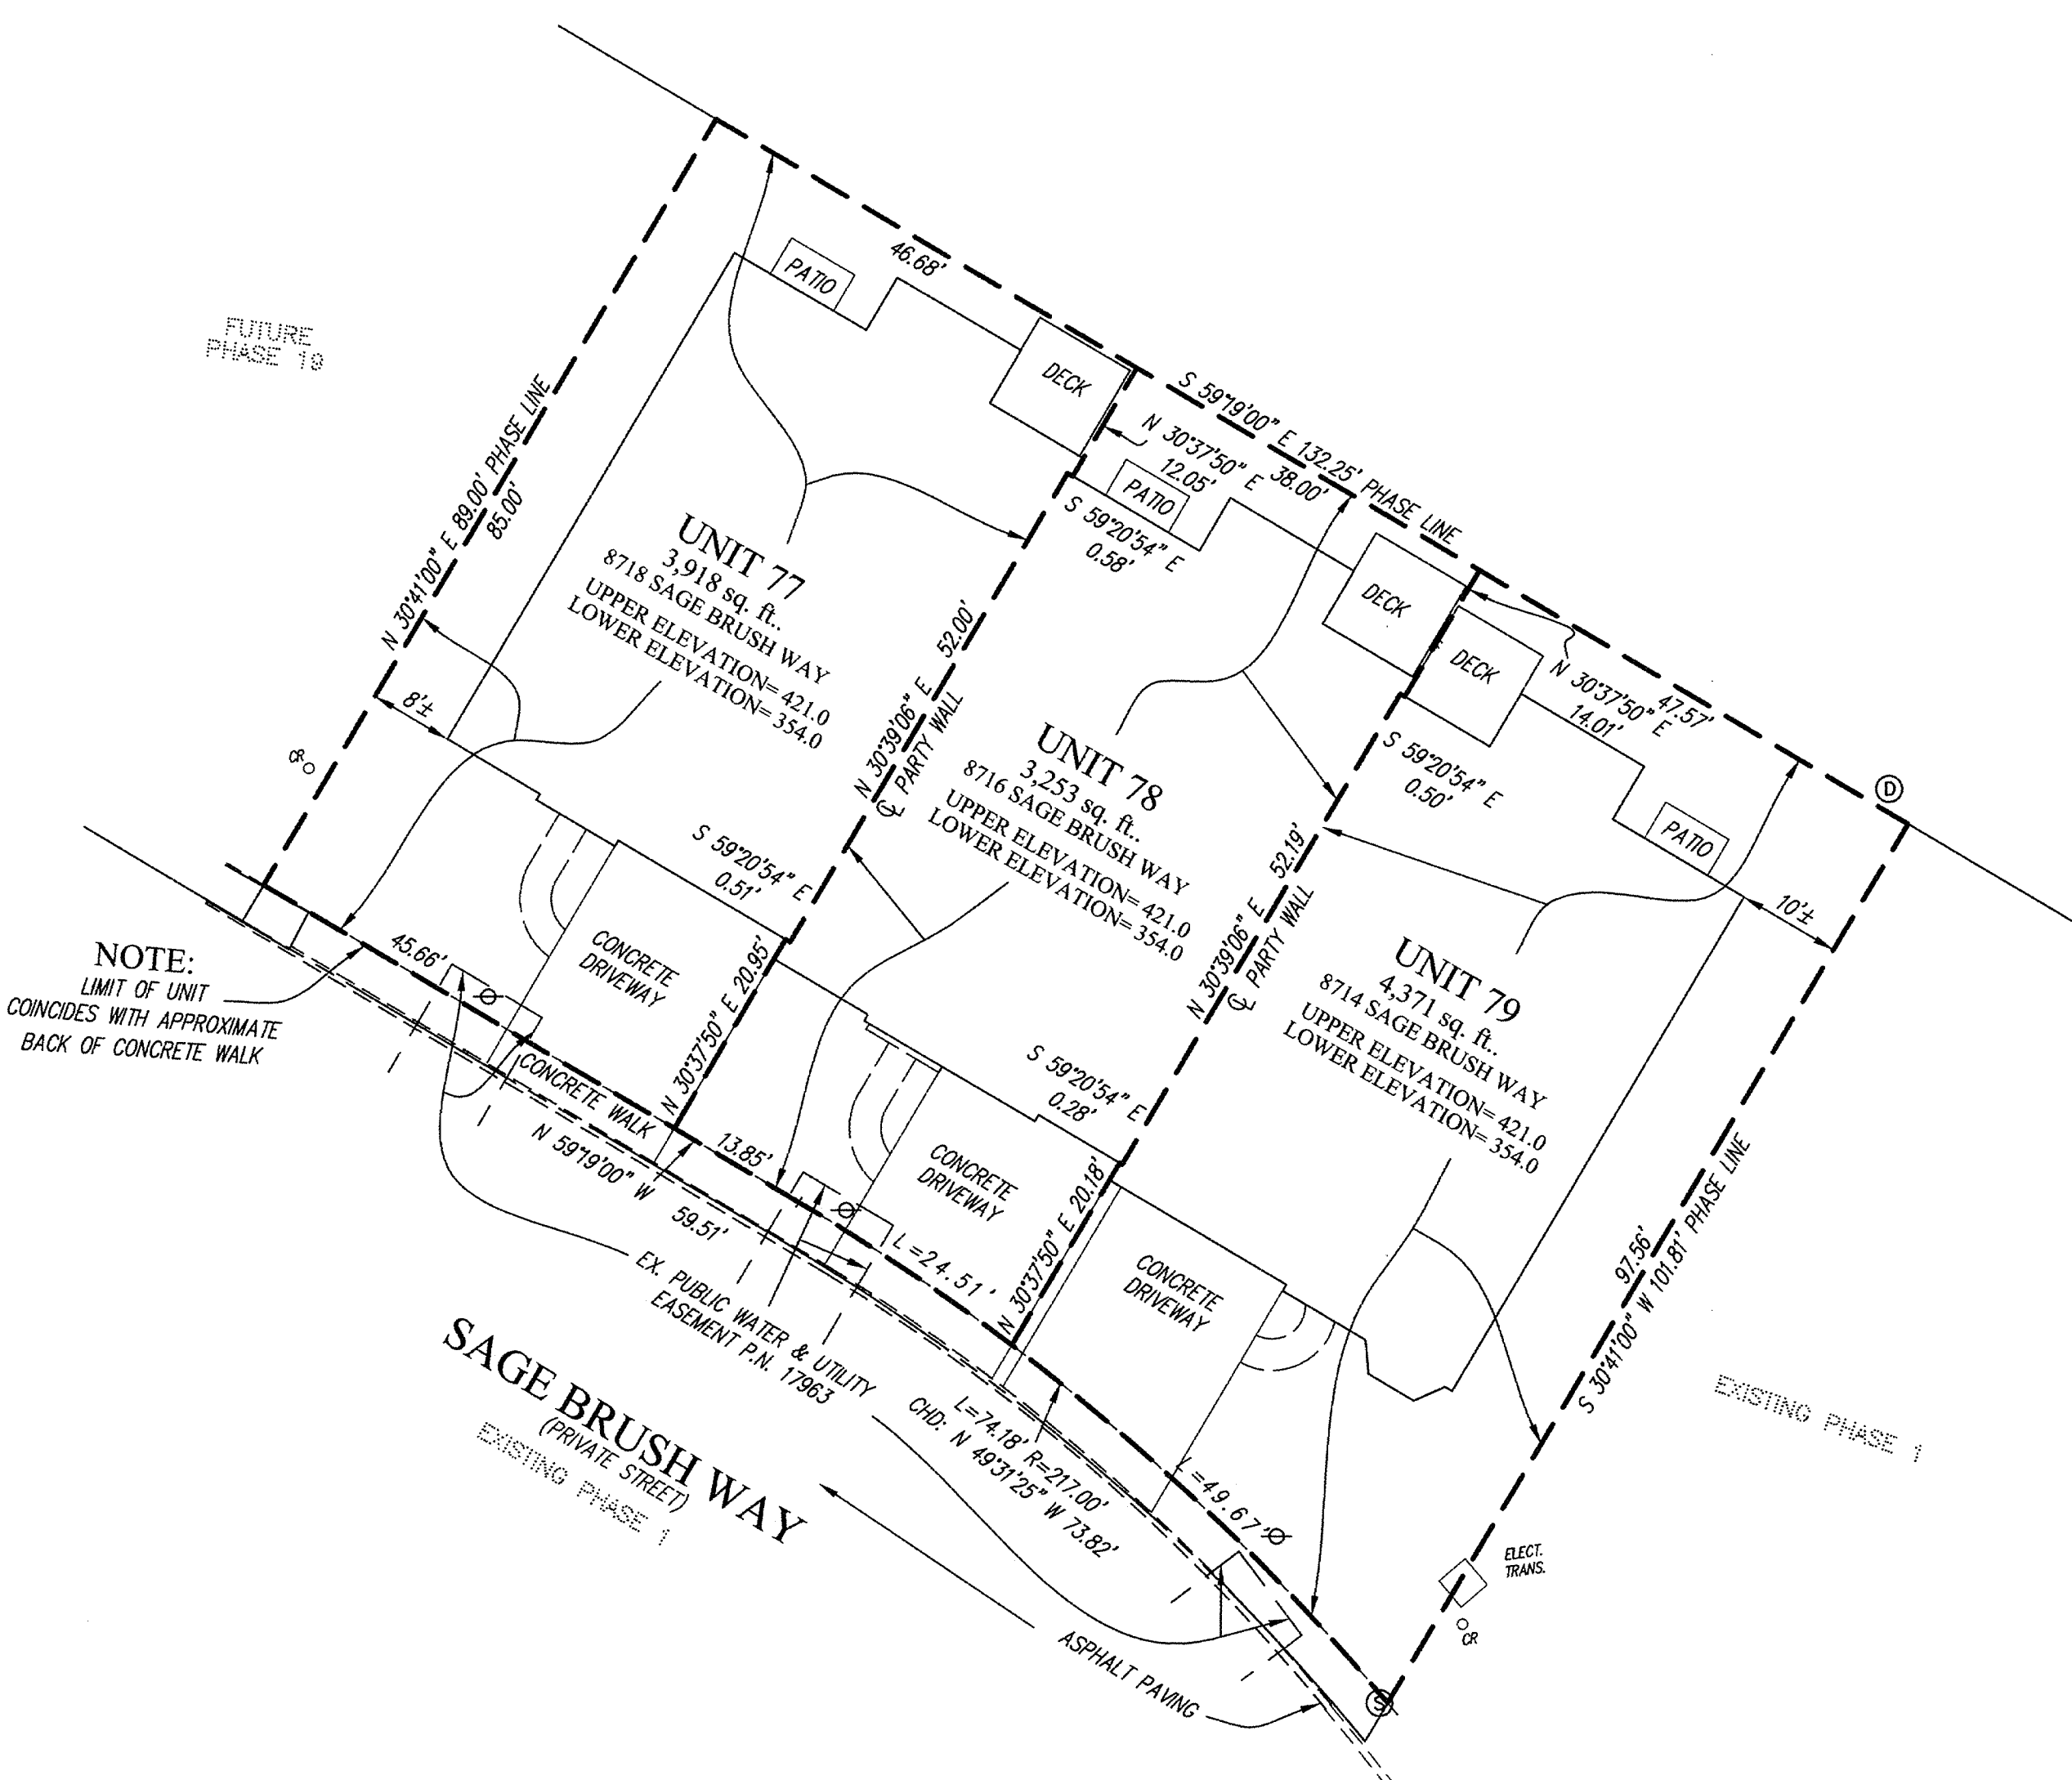 FUTURE
PHASE 19
46.68'
PATIO
DECK
N 30°41'00" E 89.00' PHASE LINE
85.00'
S 59°19'00" E 132.25' PHASE LINE
N 30°37'50" E
12.05'
38.00'
PATIO
S 59°20'54" E
0.58'
UNIT 77
3,918 sq. ft..
8718 SAGE BRUSH WAY
UPPER ELEVATION= 421.0
LOWER ELEVATION= 354.0
8'±
CR
N 30°39'06" E 52.00'
PARTY WALL
DECK
DECK
N 30°37'50" E
14.01'
47.57'
S 59°20'54" E
0.50'
D
PATIO
10'±
UNIT 78
3,253 sq. ft..
8716 SAGE BRUSH WAY
UPPER ELEVATION= 421.0
LOWER ELEVATION= 354.0
S 59°20'54" E
0.51'
N 30°39'06" E 52.19'
PARTY WALL
UNIT 79
4,371 sq. ft..
8714 SAGE BRUSH WAY
UPPER ELEVATION= 421.0
LOWER ELEVATION= 354.0
NOTE:
LIMIT OF UNIT
COINCIDES WITH APPROXIMATE
BACK OF CONCRETE WALK
45.66'
CONCRETE
DRIVEWAY
N 30°37'50" E 20.95'
CONCRETE WALK
N 59°19'00" W
59.51'
13.85'
S 59°20'54" E
0.28'
CONCRETE
DRIVEWAY
N 30°37'50" E 20.18'
L=24.51'
CONCRETE
DRIVEWAY
97.56'
S 30°41'00" W 101.81' PHASE LINE
EX. PUBLIC WATER & UTILITY
EASEMENT P.N. 17963
SAGE BRUSH WAY
(PRIVATE STREET)
EXISTING PHASE 1
L=74.18' R=217.00'
CHD: N 49°31'25" W 73.82'
L=49.67'
EXISTING PHASE 1
ELECT.
TRANS.
CR
S
ASPHALT PAVING